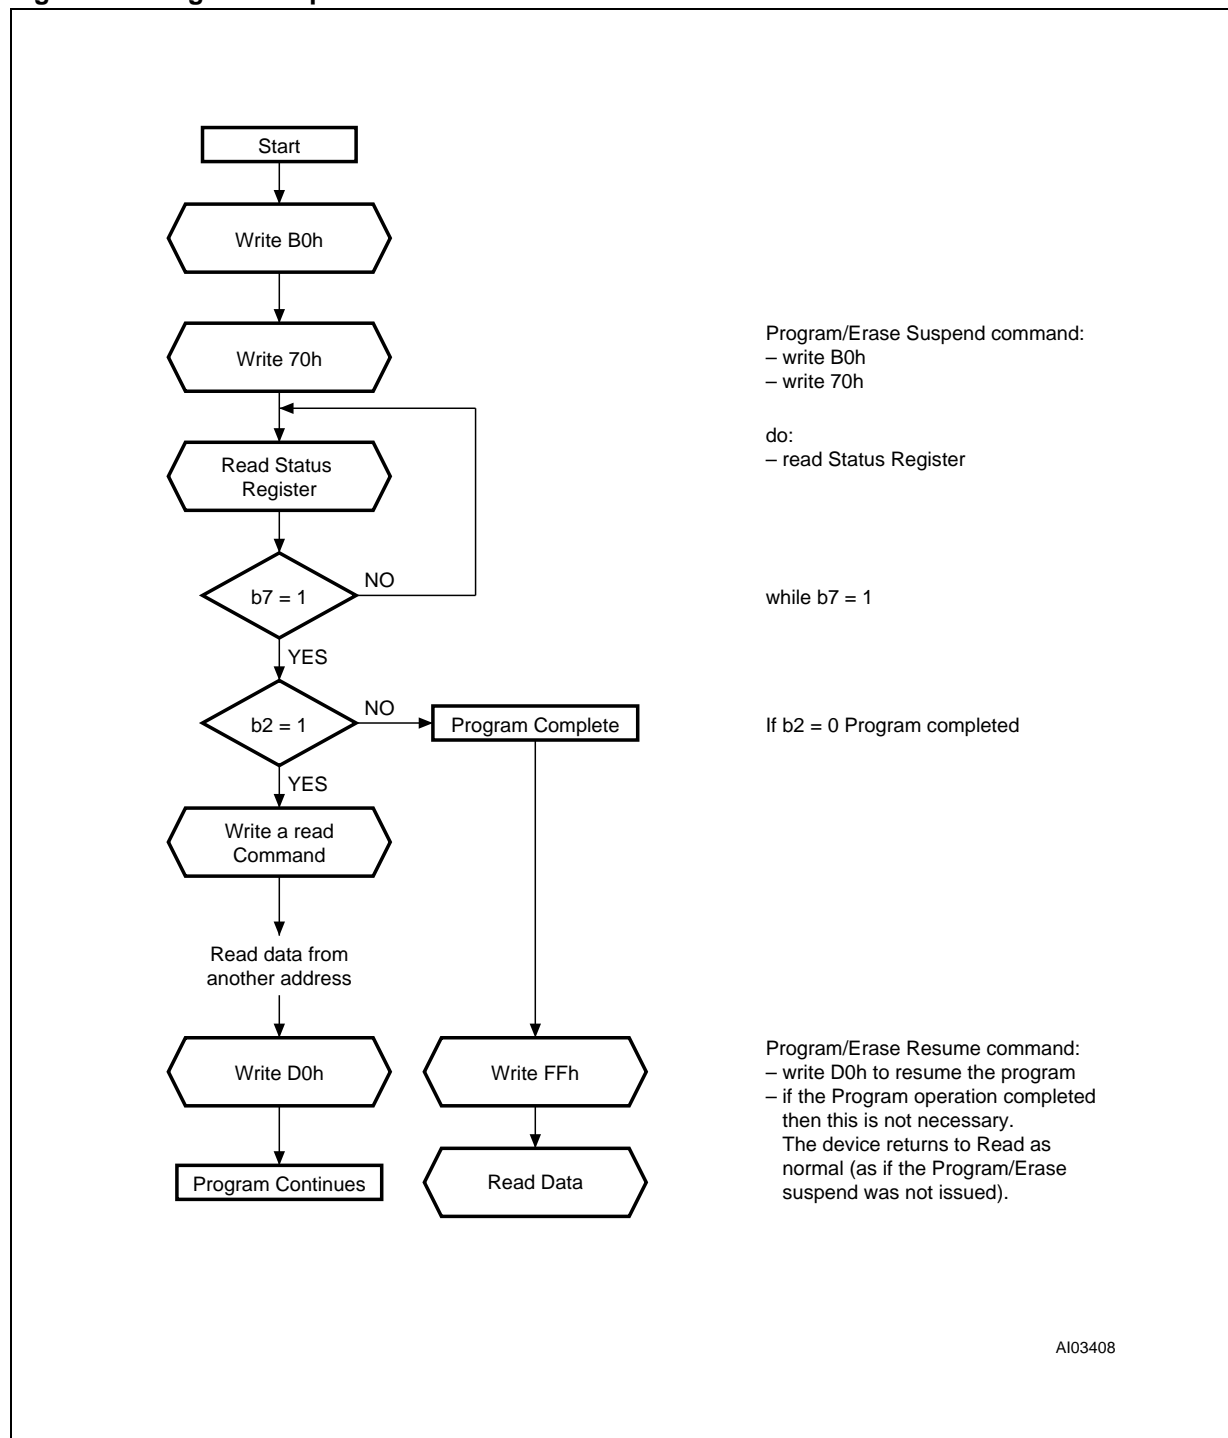 Start
Write B0h
Write 70h
Program/Erase Suspend command:
– write B0h
– write 70h
do:
– read Status Register
Read Status
Register
b7 = 1
NO
while b7 = 1
YES
b2 = 1
NO
Program Complete
If b2 = 0 Program completed
YES
Write a read
Command
Read data from
another address
Write D0h
Write FFh
Program/Erase Resume command:
– write D0h to resume the program
– if the Program operation completed
then this is not necessary.
The device returns to Read as
normal (as if the Program/Erase
suspend was not issued).
Program Continues
Read Data
AI03408